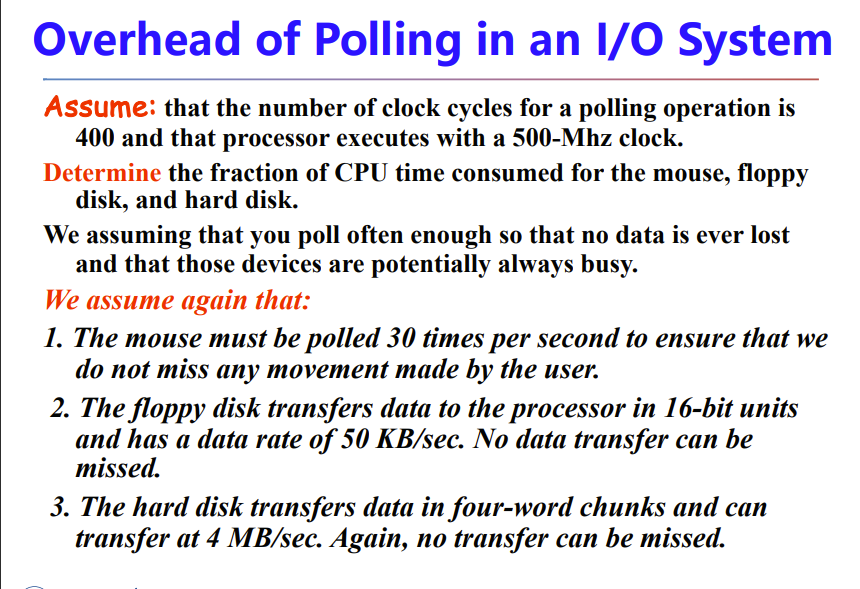 Overhead of Polling in an I/O System
Assume: that the number of clock cycles for a polling operation is
400 and that processor executes with a 500-Mhz clock.
Determine the fraction of CPU time consumed for the mouse, floppy
disk, and hard disk.
We assuming that you poll often enough so that no data is ever lost
and that those devices are potentially always busy.
We assume again that:
1. The mouse must be polled 30 times per second to ensure that we
do not miss any movement made by the user.
2. The floppy disk transfers data to the processor in 16-bit units
and has a data rate of 50 KB/sec. No data transfer can be
missed.
3. The hard disk transfers data in four-word chunks and can
transfer at 4 MB/sec. Again, no transfer can be missed.